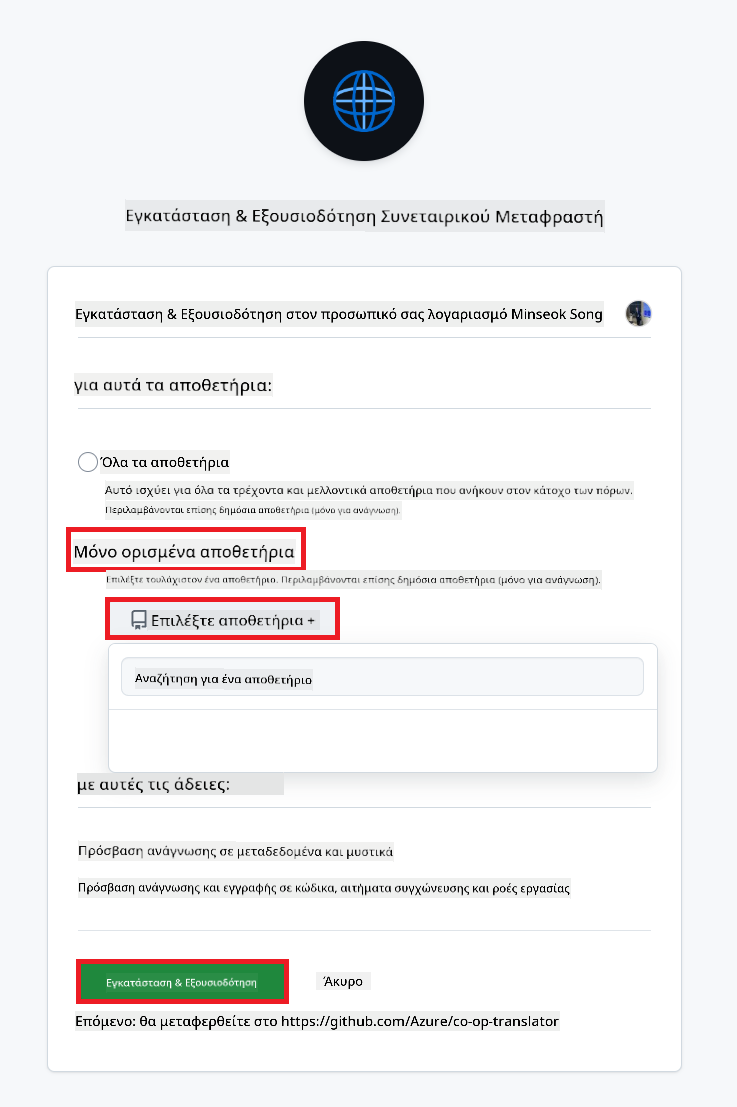 Εγκατάσταση & Εξουσιοδότηση Συνεταιρικού Μεταφραστή
Εγκατάσταση & Εξουσιοδότηση στον προσωπικό σας λογαριασμό Minseok Song
για αυτά τα αποθετήρια:
Όλα τα αποθετήρια
Αυτό ισχύει για όλα τα τρέχοντα και μελλοντικά αποθετήρια που ανήκουν στον κάτοχο των πόρων.
Περιλαμβάνονται επίσης δημόσια αποθετήρια (μόνο για ανάγνωση).
Μόνο ορισμένα αποθετήρια
Επιλέξτε τουλάχιστον ένα αποθετήριο. Περιλαμβάνονται επίσης δημόσια αποθετήρια (μόνο για ανάγνωση).
Επιλέξτε αποθετήρια +
Αναζήτηση για ένα αποθετήριο
με αυτές τις άδειες:
Πρόσβαση ανάγνωσης σε μεταδεδομένα και μυστικά
Πρόσβαση ανάγνωσης και εγγραφής σε κώδικα, αιτήματα συγχώνευσης και ροές εργασίας
Εγκατάσταση & Εξουσιοδότηση Άκυρο
Επόμενο: θα μεταφερθείτε στο https://github.com/Azure/co-op-translator